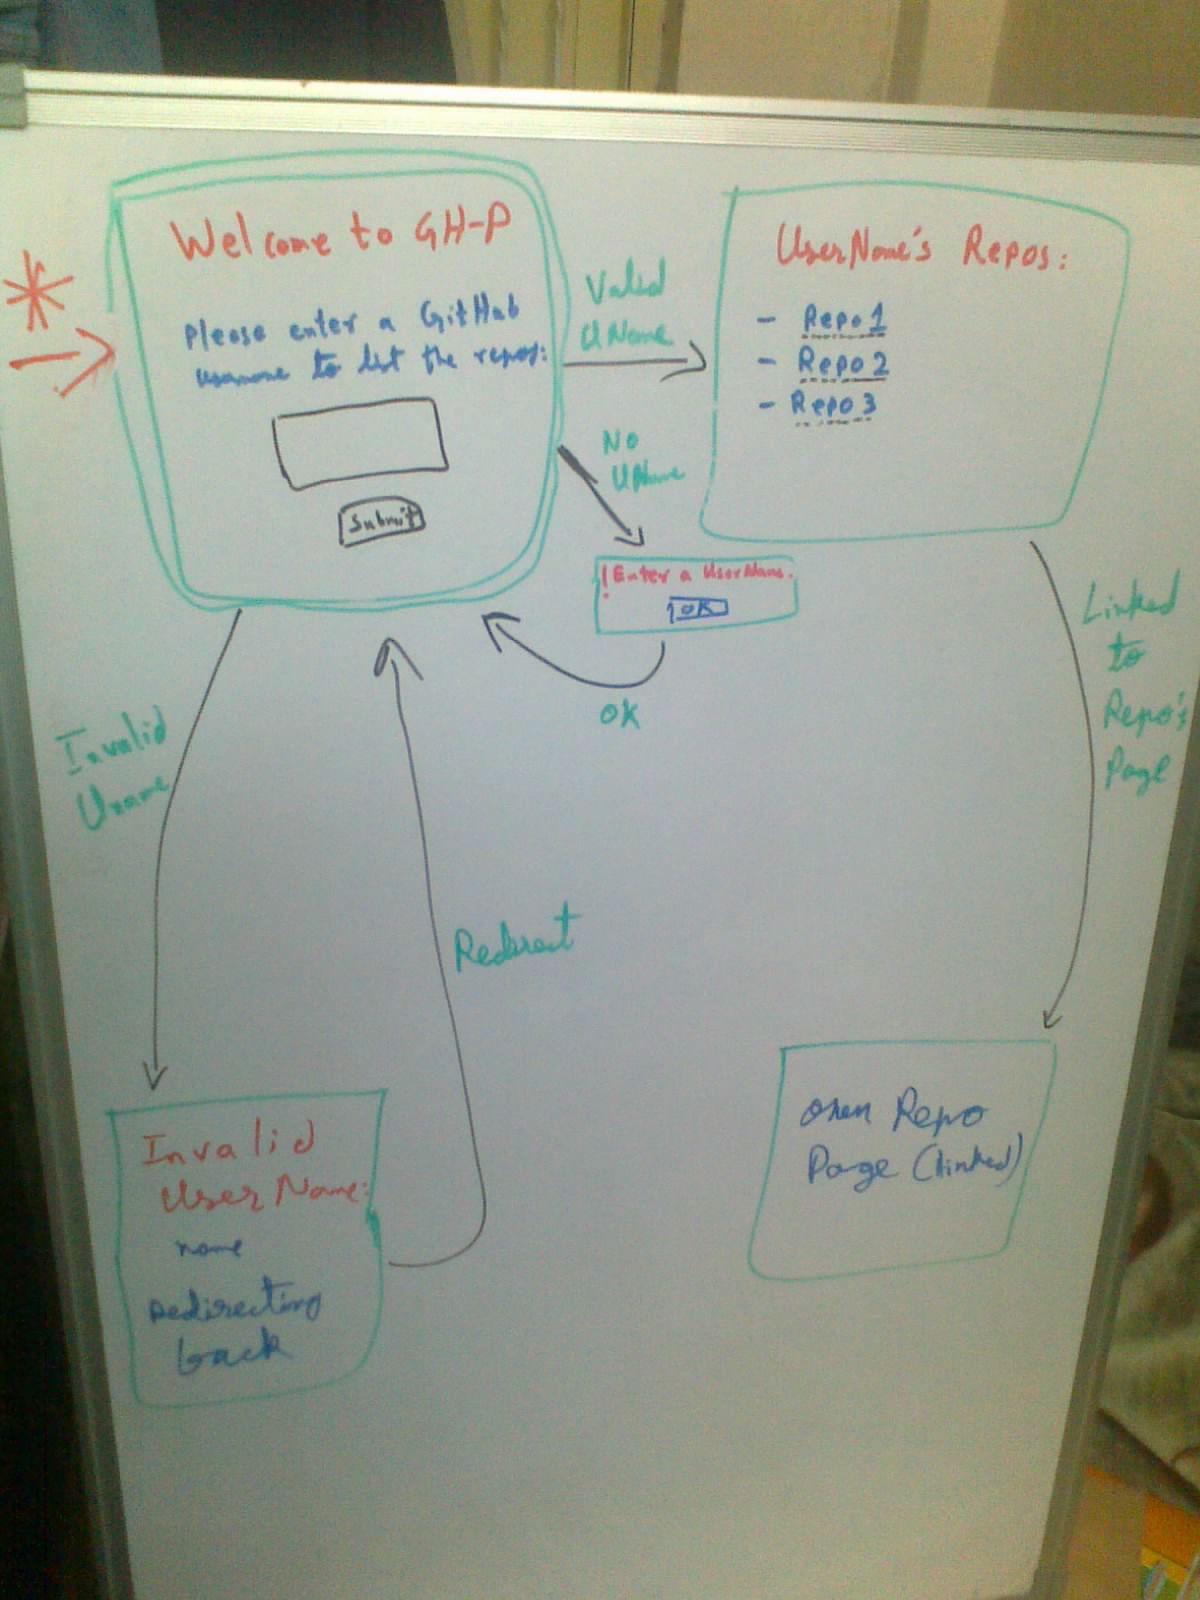 Welcome to GH-P
Please enter a GitHub
username to list the repos:
Submit
Valid
UName
UserName's Repos:
- Repo 1
- Repo 2
- Repo 3
No
UName
! Enter a UserName.
OK
OK
Linked
to
Repo's
Page
Invalid
Uname
Redirect
Invalid
UserName:
name
Redirecting
back
Open Repo
Page (Linked)